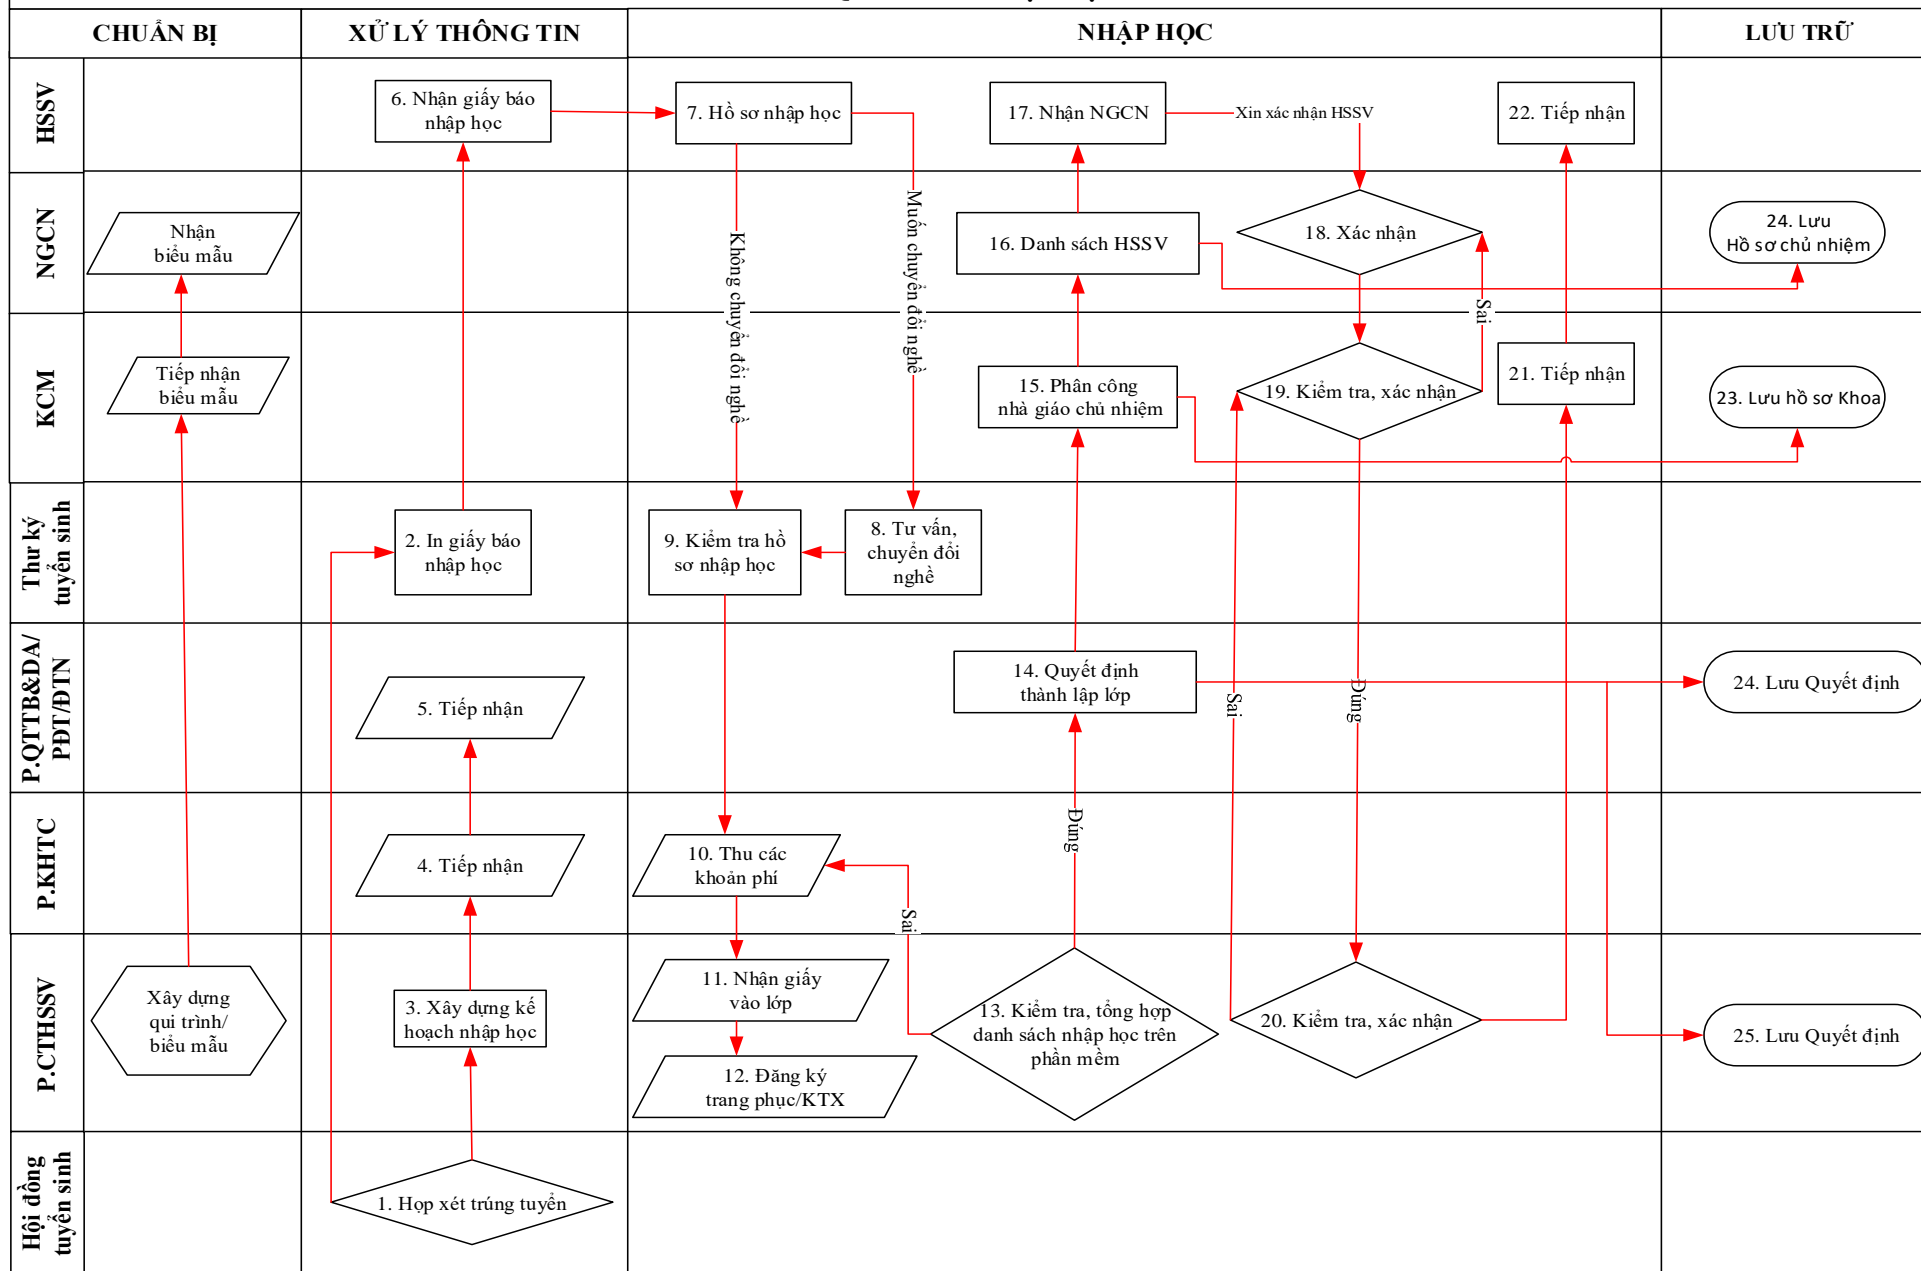 CHUẨN BỊ
XỬ LÝ THÔNG TIN
NHẬP HỌC
LƯU TRỮ
HSSV
6. Nhận giấy báo
nhập học
7. Hồ sơ nhập học
17. Nhận NGCN
Xin xác nhận HSSV
22. Tiếp nhận
NGCN
Nhận
biểu mẫu
Không chuyển đổi nghề
Muốn chuyển đổi nghề
16. Danh sách HSSV
18. Xác nhận
Sai
24. Lưu
Hồ sơ chủ nhiệm
KCM
Tiếp nhận
biểu mẫu
15. Phân công
nhà giáo chủ nhiệm
19. Kiểm tra, xác nhận
21. Tiếp nhận
23. Lưu hồ sơ Khoa
Thư ký
tuyển sinh
2. In giấy báo
nhập học
9. Kiểm tra hồ
sơ nhập học
8. Tư vấn,
chuyển đổi
nghề
P.QTTB&DA/
PĐT/ĐTN
5. Tiếp nhận
14. Quyết định
thành lập lớp
Sai
Đúng
24. Lưu Quyết định
P.KHTC
4. Tiếp nhận
10. Thu các
khoản phí
Sai
Đúng
P.CTHSSV
Xây dựng
qui trình/
biểu mẫu
3. Xây dựng kế
hoạch nhập học
11. Nhận giấy
vào lớp
12. Đăng ký
trang phục/KTX
13. Kiểm tra, tổng hợp
danh sách nhập học trên
phần mềm
20. Kiểm tra, xác nhận
25. Lưu Quyết định
Hội đồng
tuyển sinh
1. Họp xét trúng tuyển